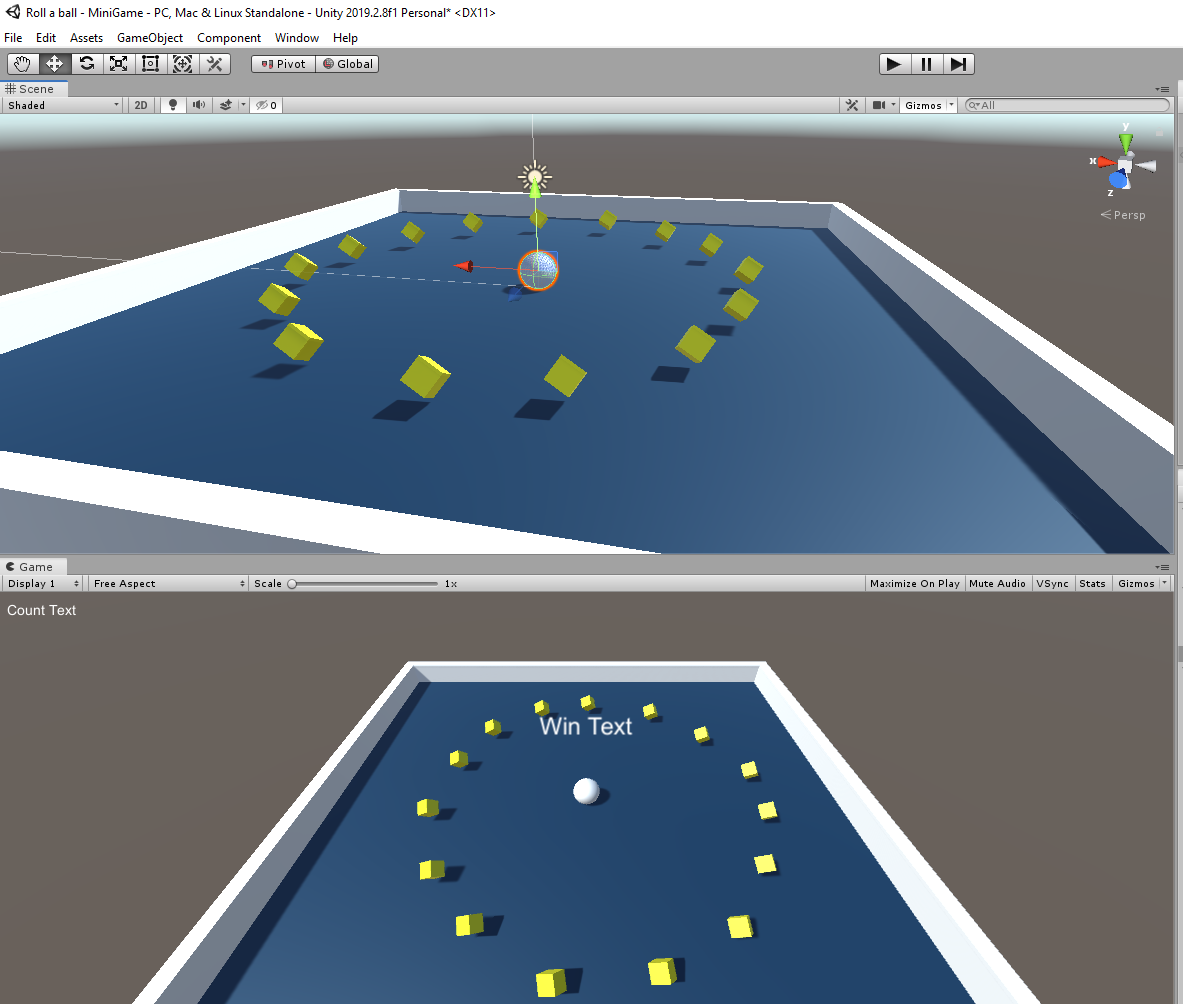 Roll a ball - MiniGame - PC, Mac & Linux Standalone - Unity 2019.2.8f1 Personal* <DX11>
File Edit Assets GameObject Component Window Help
Pivot Global
Scene
Shaded 2D 0 Gizmos All
y
x
z
Persp
Game
Display 1 Free Aspect Scale 1x Maximize On Play Mute Audio VSync Stats Gizmos
Count Text
Win Text